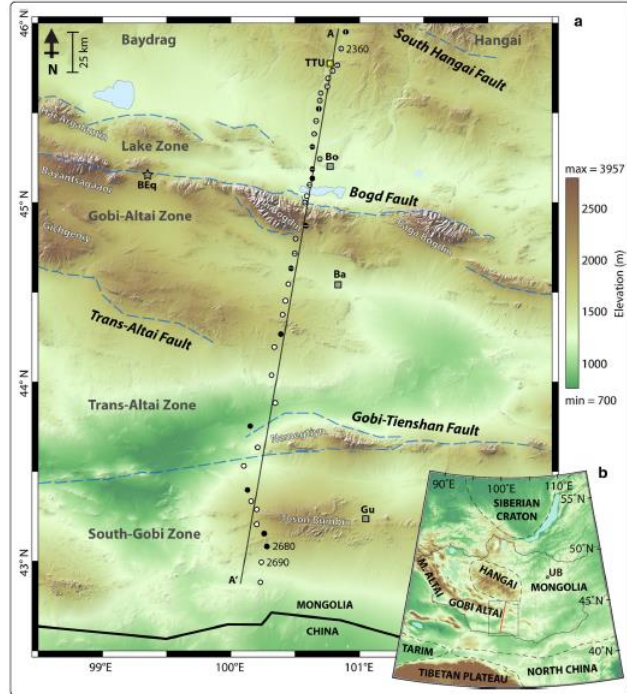 a
46° N
45° N
44° N
43° N
25 km
N
Baydrag
A
2360
TTU
Hangai
South Hangai Fault
Lake Zone
Bo
BEq
Bogd Fault
Gobi-Altai Zone
Baga Bogd
Ba
Trans-Altai Fault
Trans-Altai Zone
Gobi-Tienshan Fault
South-Gobi Zone
Gu
2680
2690
A'
MONGOLIA
CHINA
99°E
100°E
101°E
max = 3957
2500
2000
1500
1000
min = 700
Elevation (m)
b
90°E
100°E
110°E
55°N
50°N
45°N
40°N
SIBERIAN
CRATON
HANGAI
UB
MONGOLIA
M. ALTAI
GOBI ALTAI
TARIM
NORTH CHINA
TIBETAN PLATEAU